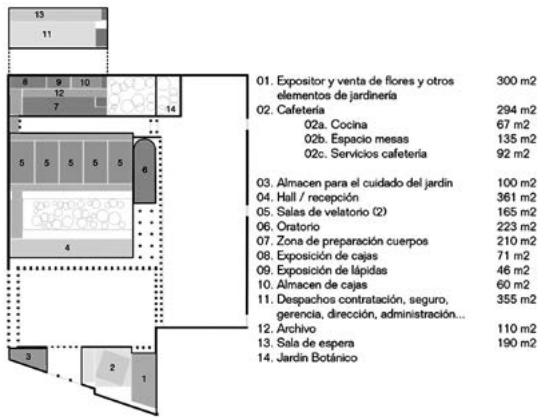 13
11
8 9 10
12
7
14
5 5 5 5 5
6
4
3
2
1
01. Expositor y venta de flores y otros 300 m2
elementos de jardinería
02. Cafetería 294 m2
02a. Cocina 67 m2
02b. Espacio mesas 135 m2
02c. Servicios cafetería 92 m2
03. Almacen para el cuidado del jardín 100 m2
04. Hall / recepción 361 m2
05. Salas de velatorio (2) 165 m2
06. Oratorio 223 m2
07. Zona de preparación cuerpos 210 m2
08. Exposición de cajas 71 m2
09. Exposición de lápidas 46 m2
10. Almacen de cajas 60 m2
11. Despachos contratación, seguro, 355 m2
gerencia, dirección, administración...
12. Archivo 110 m2
13. Sala de espera 190 m2
14. Jardín Botánico